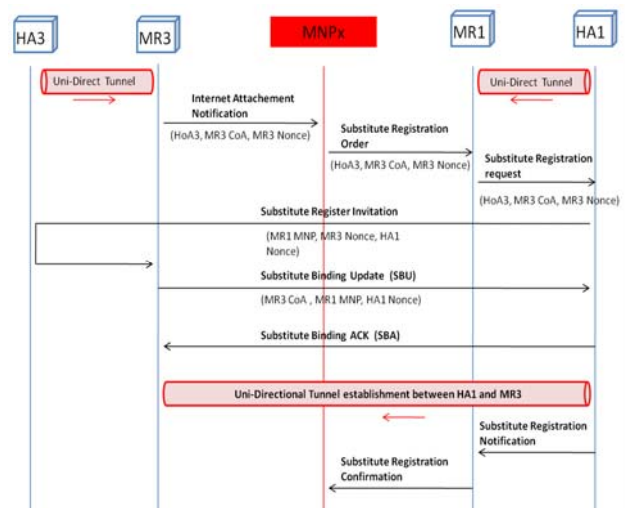 HA3
MR3
MNPx
MR1
HA1
Uni-Direct Tunnel
Uni-Direct Tunnel
Internet Attachement
Notification
(HoA3, MR3 CoA, MR3 Nonce)
Substitute Registration
Order
(HoA3, MR3 CoA, MR3 Nonce)
Substitute Registration
request
(HoA3, MR3 CoA, MR3 Nonce)
Substitute Register Invitation
(MR1 MNP, MR3 Nonce, HA1
Nonce)
Substitute Binding Update (SBU)
(MR3 CoA , MR1 MNP, HA1 Nonce)
Substitute Binding ACK (SBA)
Uni-Directional Tunnel establishment between HA1 and MR3
Substitute Registration
Notification
Substitute Registration
Confirmation